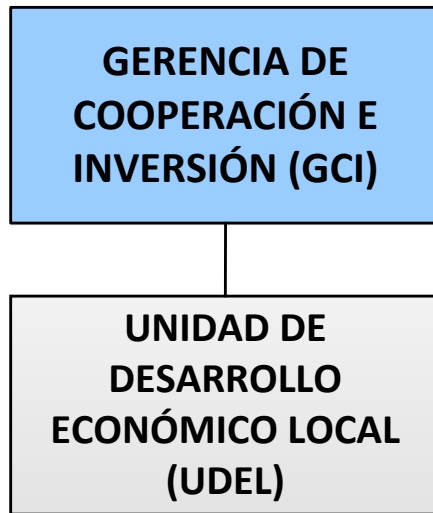 GERENCIA DE
COOPERACIÓN E
INVERSIÓN (GCI)
UNIDAD DE
DESARROLLO
ECONÓMICO LOCAL
(UDEL)